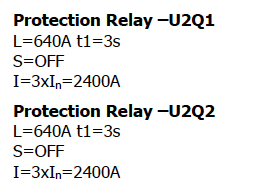 Protection Relay –U2Q1
L=640A t1=3s
S=OFF
I=3xIₙ=2400A
Protection Relay –U2Q2
L=640A t1=3s
S=OFF
I=3xIₙ=2400A